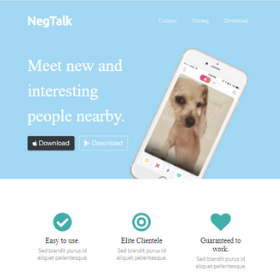 NegTalk
Contact Pricing Download
Meet new and
interesting
people nearby.
Download Download
Easy to use.
Sed blandit purus id
aliquet pellentesque.
Elite Clientele
Sed blandit purus id
aliquet pellentesque.
Guaranteed to
work.
Sed blandit purus id
aliquet pellentesque.